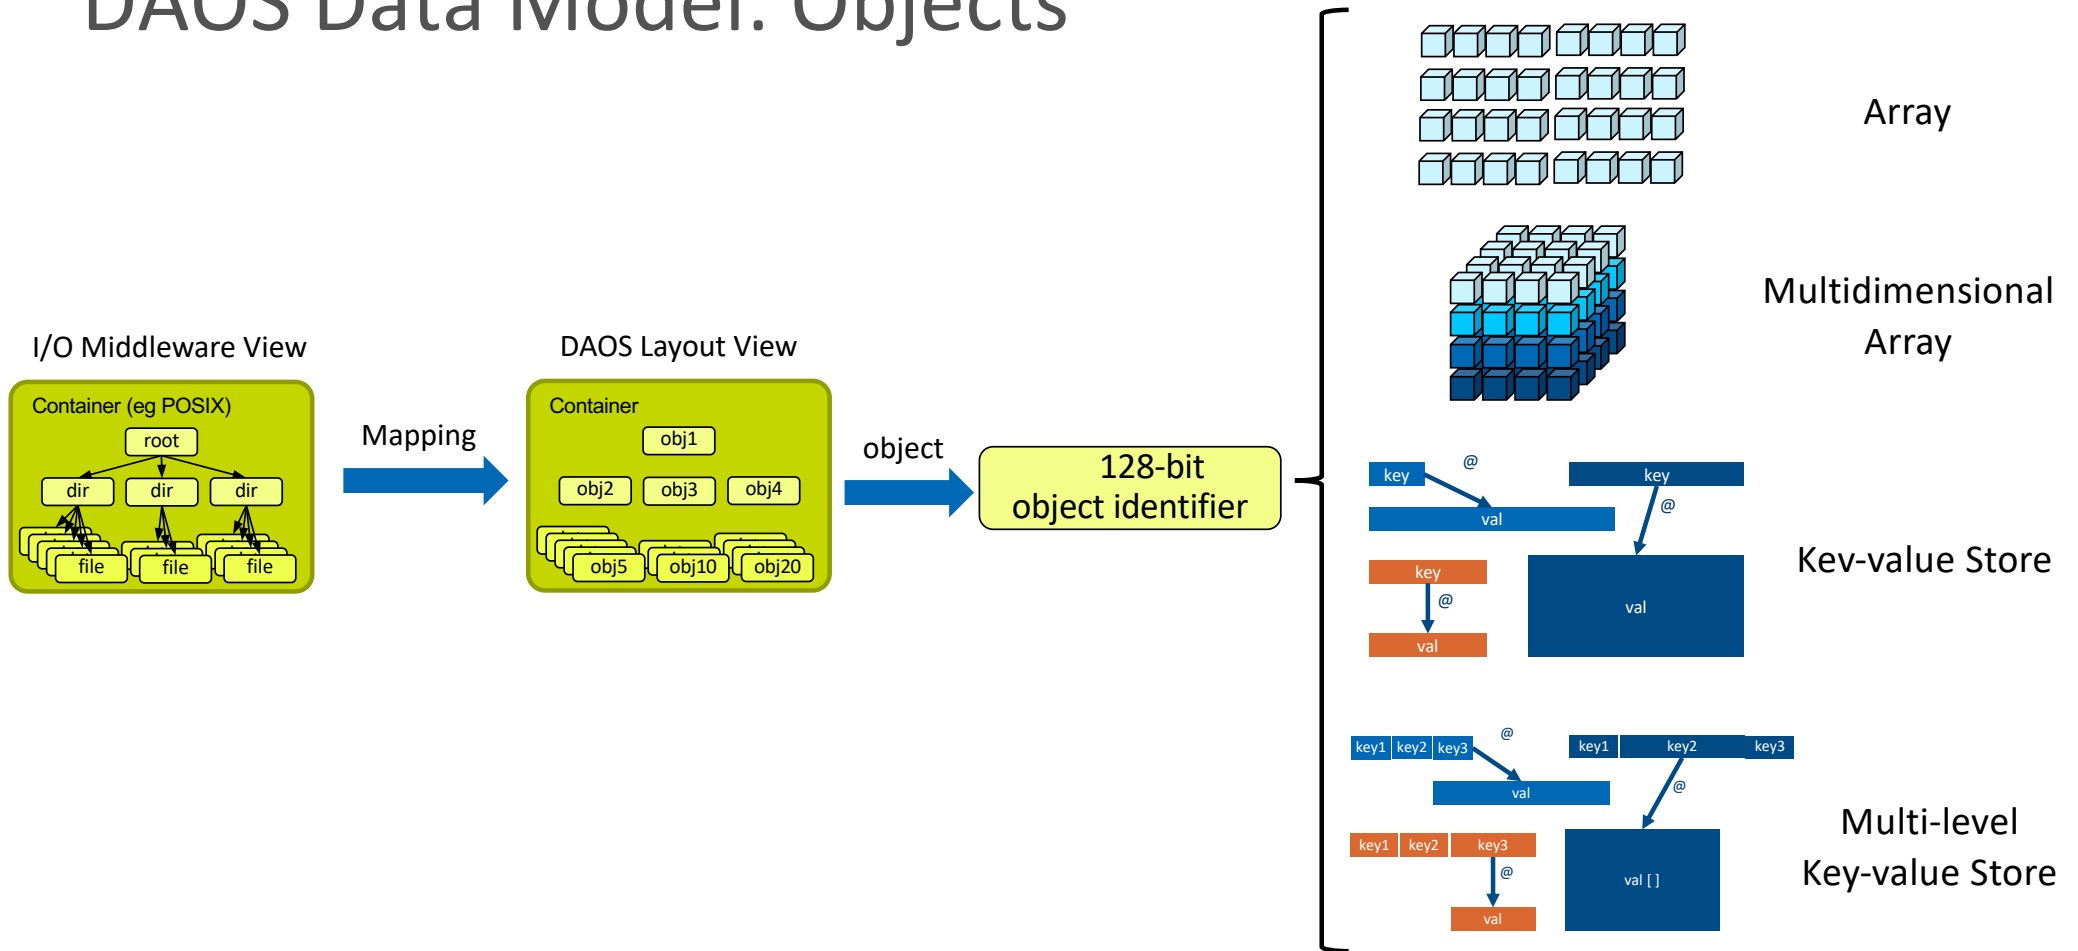 DAOS Data Model: Objects
I/O Middleware View
Container (eg POSIX)
root
dir
dir
dir
file
file
file
Mapping
DAOS Layout View
Container
obj1
obj2
obj3
obj4
obj5
obj10
obj20
object
128-bit
object identifier
Array
Multidimensional
Array
key
@
val
key
@
val
key
@
val
Kev-value Store
key1 key2 key3
@
val
key1 key2 key3
@
val [ ]
key1 key2 key3
@
val
Multi-level
Key-value Store